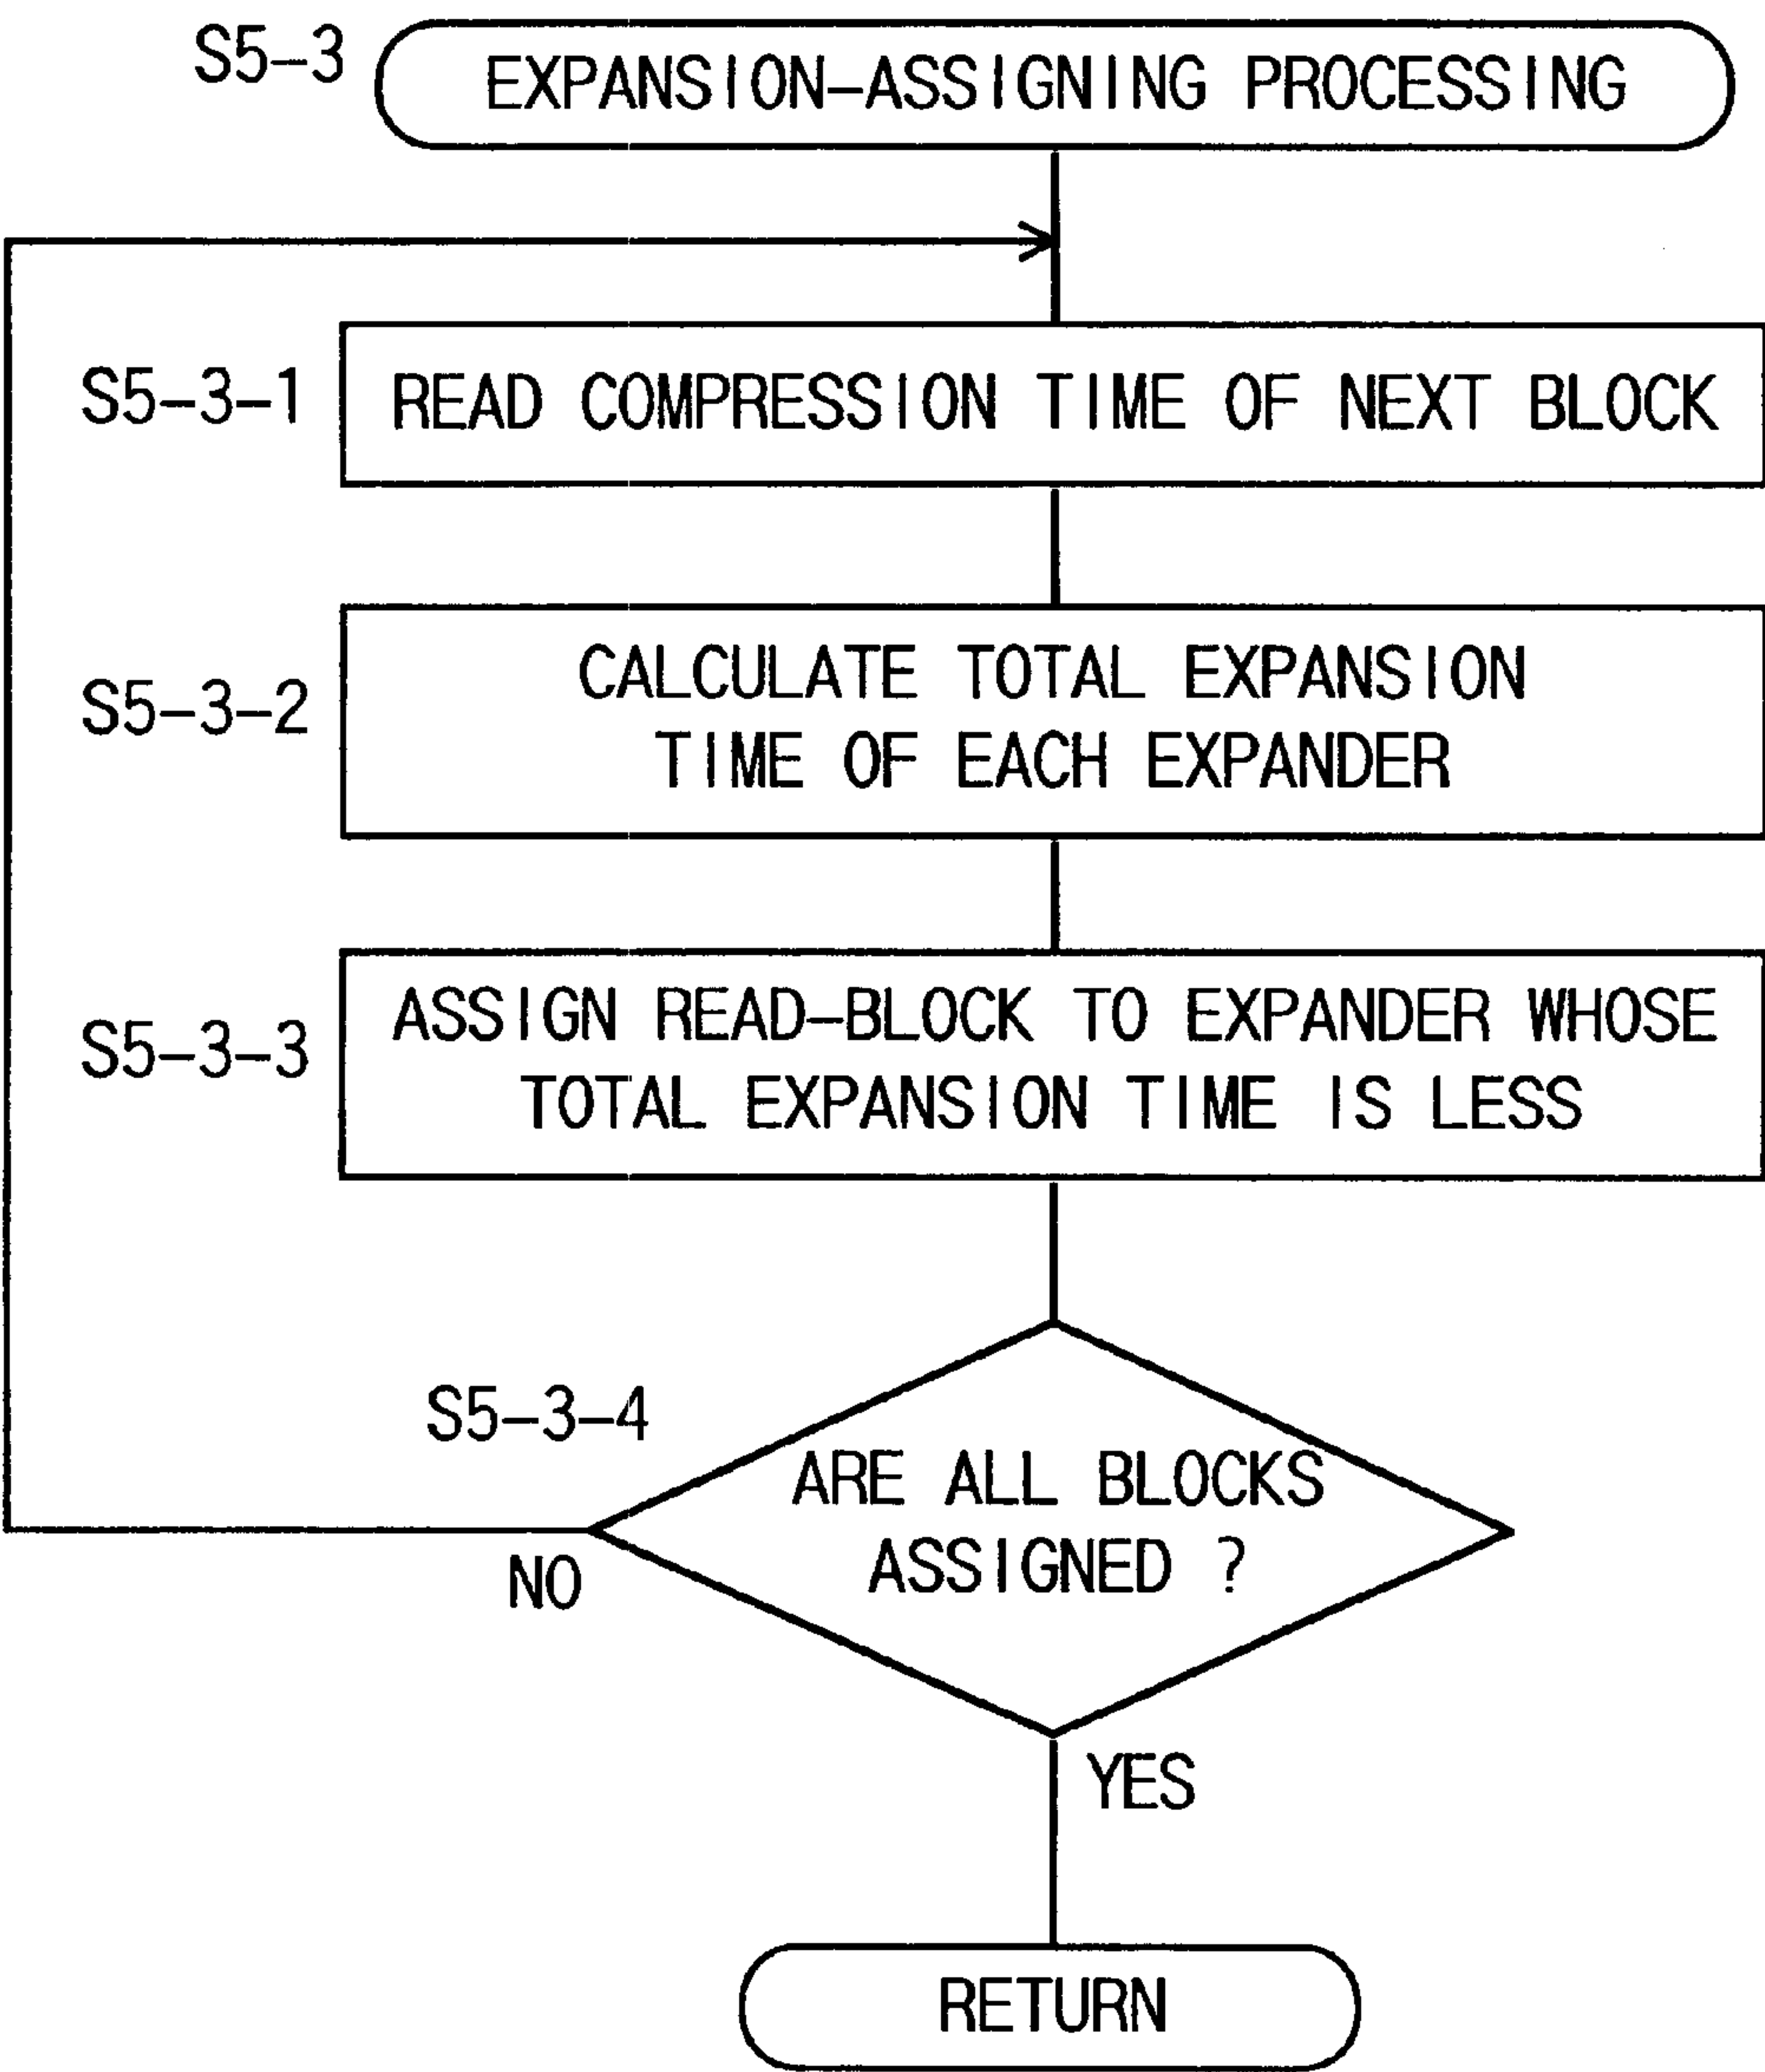 S5-3
EXPANSION-ASSIGNING PROCESSING
S5-3-1
READ COMPRESSION TIME OF NEXT BLOCK
S5-3-2
CALCULATE TOTAL EXPANSION
TIME OF EACH EXPANDER
S5-3-3
ASSIGN READ-BLOCK TO EXPANDER WHOSE
TOTAL EXPANSION TIME IS LESS
S5-3-4
ARE ALL BLOCKS
ASSIGNED ?
NO
YES
RETURN